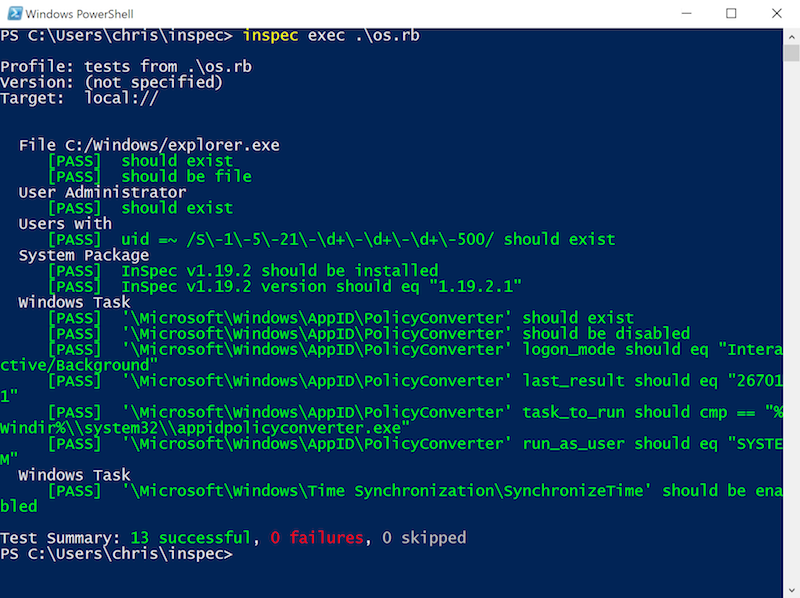 Windows PowerShell
PS C:\Users\chris\inspec> inspec exec .\os.rb
Profile: tests from .\os.rb
Version: (not specified)
Target:  local://
File C:/Windows/explorer.exe
[PASS]  should exist
[PASS]  should be file
User Administrator
[PASS]  should exist
Users with
[PASS]  uid =~ /S\-1\-5\-21\-\d+\-\d+\-\d+\-500/ should exist
System Package
[PASS]  InSpec v1.19.2 should be installed
[PASS]  InSpec v1.19.2 version should eq "1.19.2.1"
Windows Task
[PASS]  '\Microsoft\Windows\AppID\PolicyConverter' should exist
[PASS]  '\Microsoft\Windows\AppID\PolicyConverter' should be disabled
[PASS]  '\Microsoft\Windows\AppID\PolicyConverter' logon_mode should eq "Intera
ctive/Background"
[PASS]  '\Microsoft\Windows\AppID\PolicyConverter' last_result should eq "26701
1"
[PASS]  '\Microsoft\Windows\AppID\PolicyConverter' task_to_run should cmp == "%
windir%\\system32\\appidpolicyconverter.exe"
[PASS]  '\Microsoft\Windows\AppID\PolicyConverter' run_as_user should eq "SYSTE
M"
Windows Task
[PASS]  '\Microsoft\Windows\Time Synchronization\SynchronizeTime' should be ena
bled
Test Summary: 13 successful, 0 failures, 0 skipped
PS C:\Users\chris\inspec>